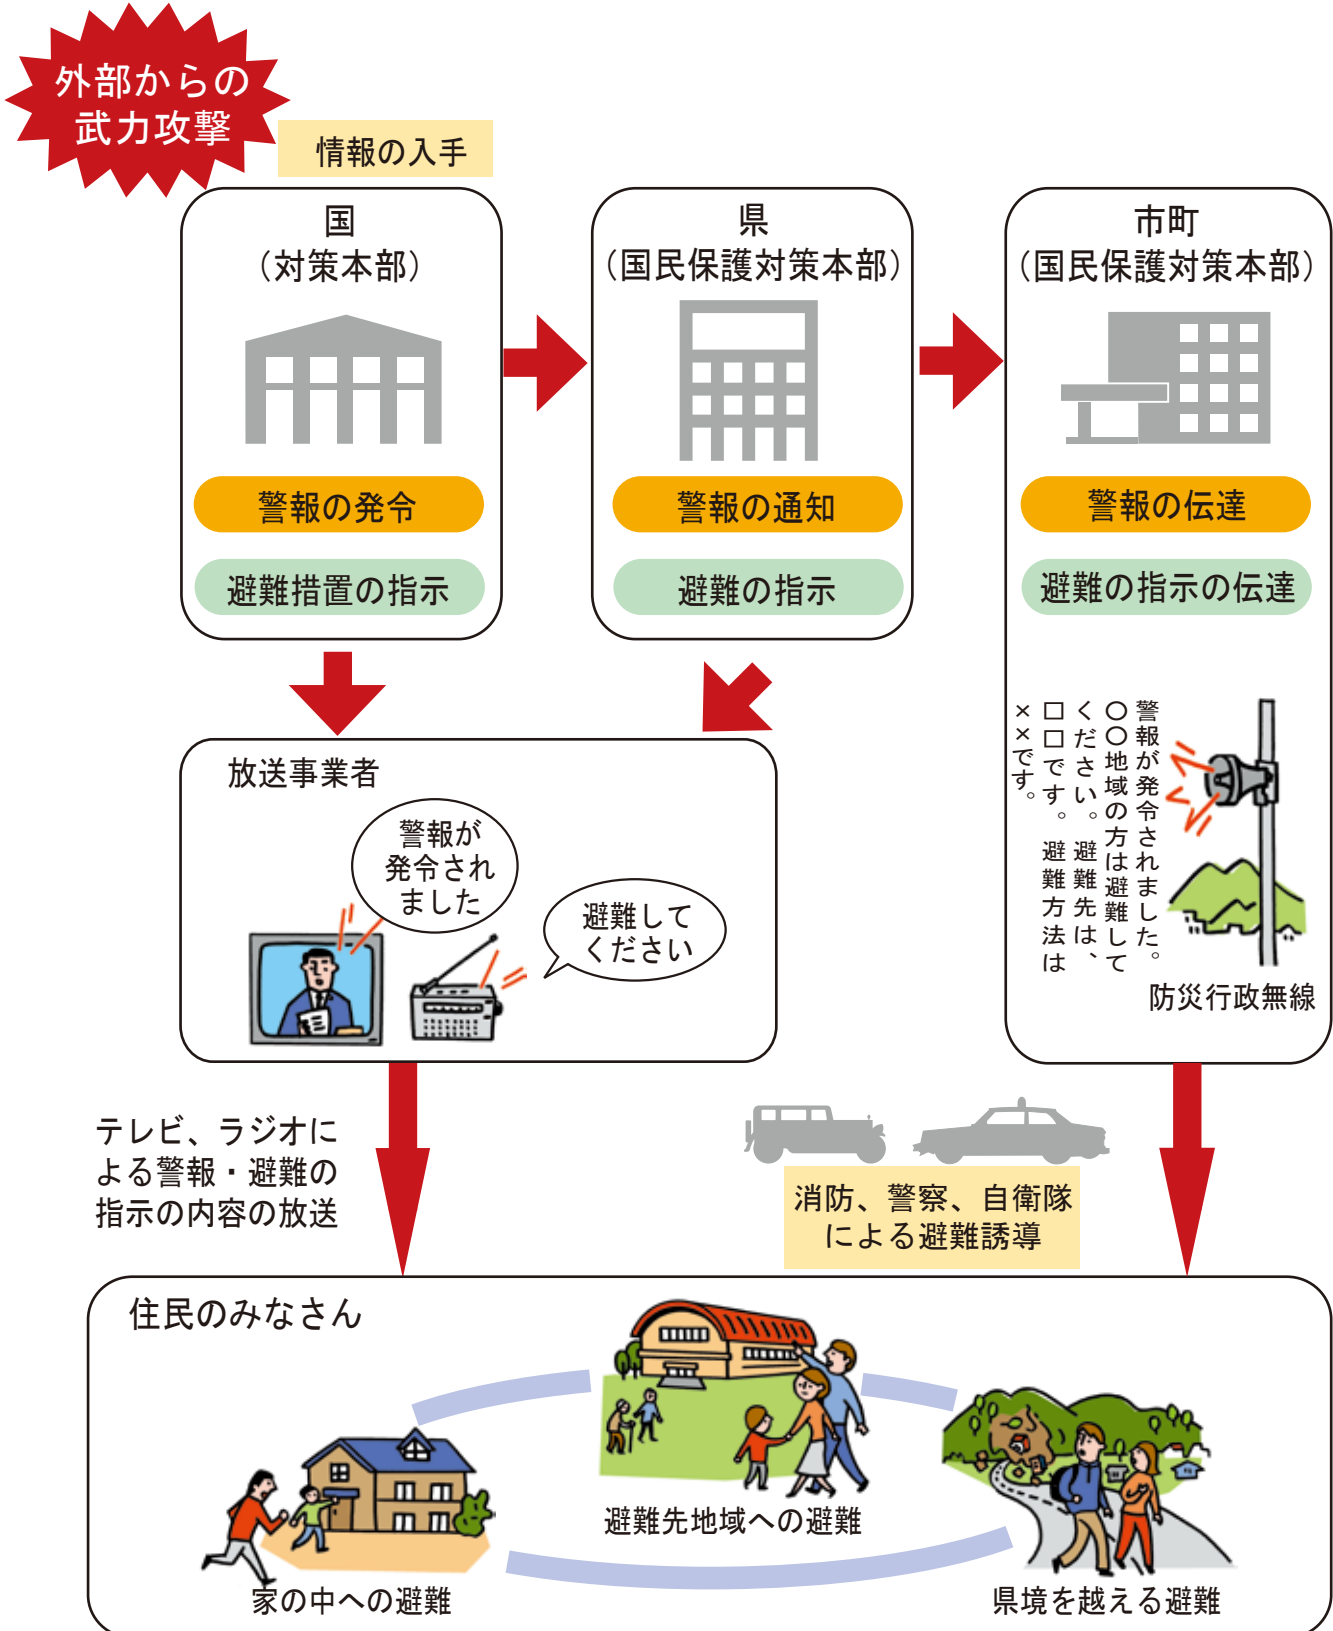 外部からの
武力攻撃
情報の入手
国
（対策本部）
警報の発令
避難措置の指示
県
（国民保護対策本部）
警報の通知
避難の指示
市町
（国民保護対策本部）
警報の伝達
避難の指示の伝達
警報が発令されました。
〇〇地域の方は避難して
ください。避難先は、
□□です。避難方法は
××です。
防災行政無線
放送事業者
警報が
発令され
ました
避難して
ください
テレビ、ラジオに
よる警報・避難の
指示の内容の放送
消防、警察、自衛隊
による避難誘導
住民のみなさん
避難先地域への避難
家の中への避難
県境を越える避難